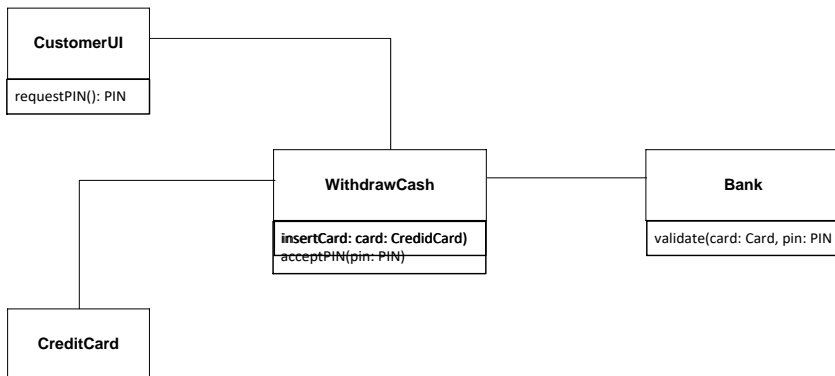 CustomerUI
requestPIN(): PIN
WithdrawCash
insertCard: card: CredidCard)
acceptPIN(pin: PIN)
Bank
validate(card: Card, pin: PIN
CreditCard